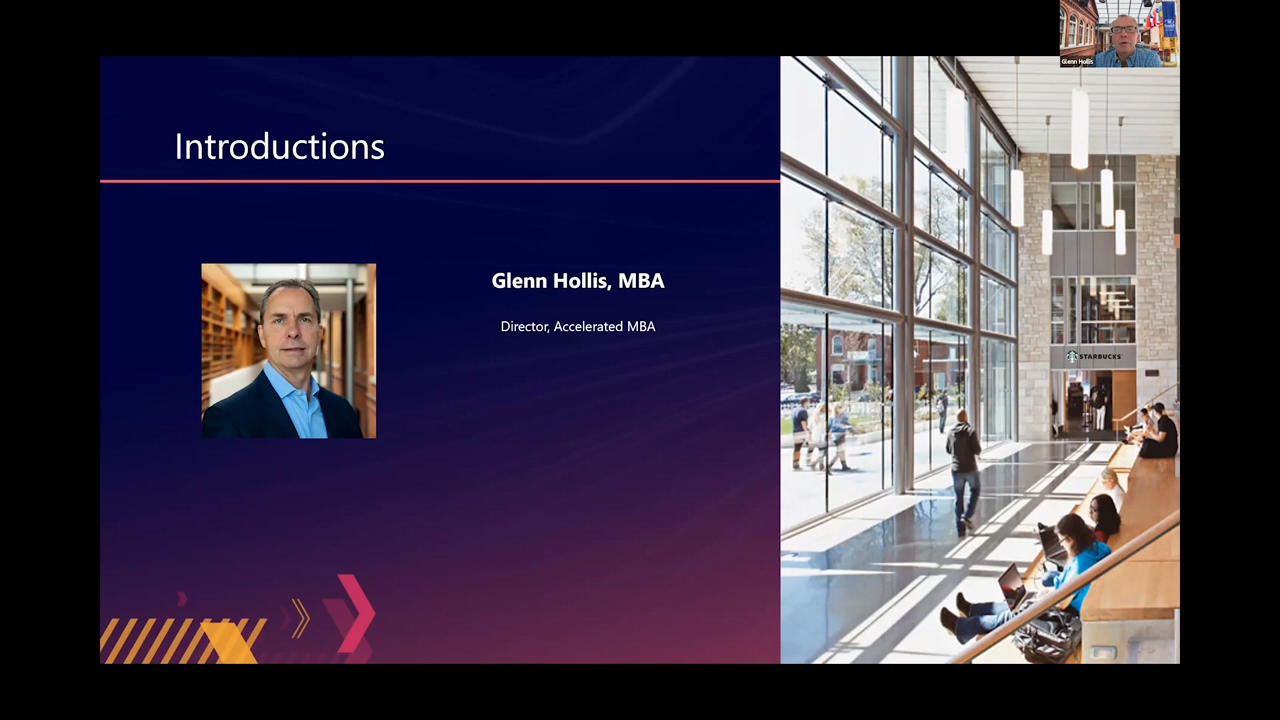 Glenn Hollis
Introductions
Glenn Hollis, MBA
Director, Accelerated MBA
STARBUCKS